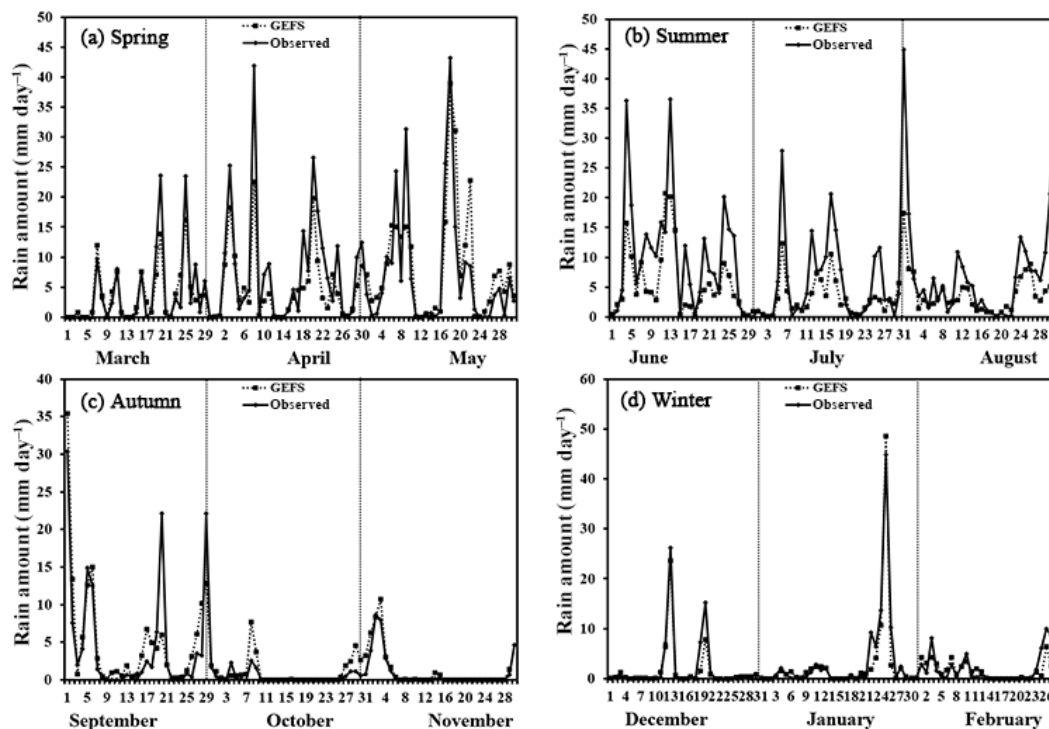 (a) Spring
GEFS
Observed
Rain amount (mm day⁻¹)
50
45
40
35
30
25
20
15
10
5
0
1 5 9 13 17 21 25 29 2 6 10 14 18 22 26 30 4 8 12 16 20 24 28
March April May
(b) Summer
GEFS
Observed
Rain amount (mm day⁻¹)
50
45
40
35
30
25
20
15
10
5
0
1 5 9 13 17 21 25 29 3 7 11 15 19 23 27 31 4 8 12 16 20 24 28
June July August
(c) Autumn
GEFS
Observed
Rain amount (mm day⁻¹)
40
35
30
25
20
15
10
5
0
1 5 9 13 17 21 25 29 3 7 11 15 19 23 27 31 4 8 12 16 20 24 28
September October November
(d) Winter
GEFS
Observed
Rain amount (mm day⁻¹)
60
50
40
30
20
10
0
1 4 7 10 13 16 19 22 25 28 31 3 6 9 12 15 18 21 24 27 30 2 5 8 11 14 17 20 23 26
December January February